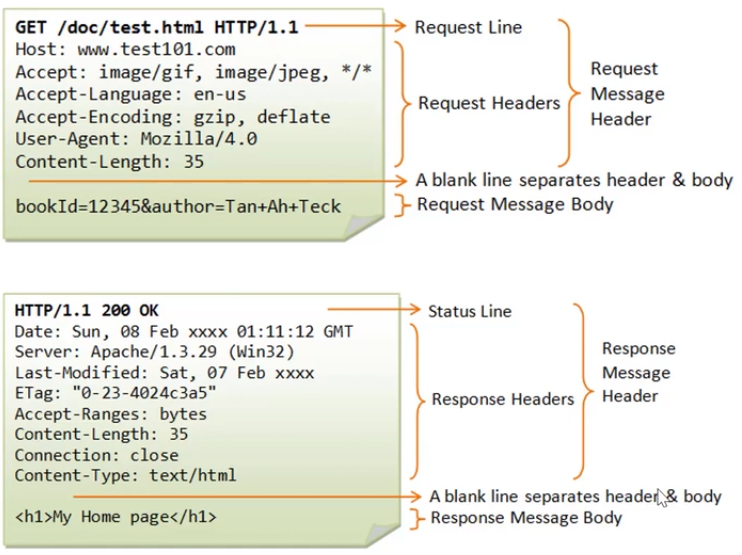 GET /doc/test.html HTTP/1.1
Request Line
Host: www.test101.com
Accept: image/gif, image/jpeg, */*
Accept-Language: en-us
Accept-Encoding: gzip, deflate
User-Agent: Mozilla/4.0
Content-Length: 35
Request Headers
Request
Message
Header
A blank line separates header & body
bookId=12345&author=Tan+Ah+Teck
Request Message Body
HTTP/1.1 200 OK
Status Line
Date: Sun, 08 Feb xxxx 01:11:12 GMT
Server: Apache/1.3.29 (Win32)
Last-Modified: Sat, 07 Feb xxxx
ETag: "0-23-4024c3a5"
Accept-Ranges: bytes
Content-Length: 35
Connection: close
Content-Type: text/html
Response Headers
Response
Message
Header
A blank line separates header & body
<h1>My Home page</h1>
Response Message Body